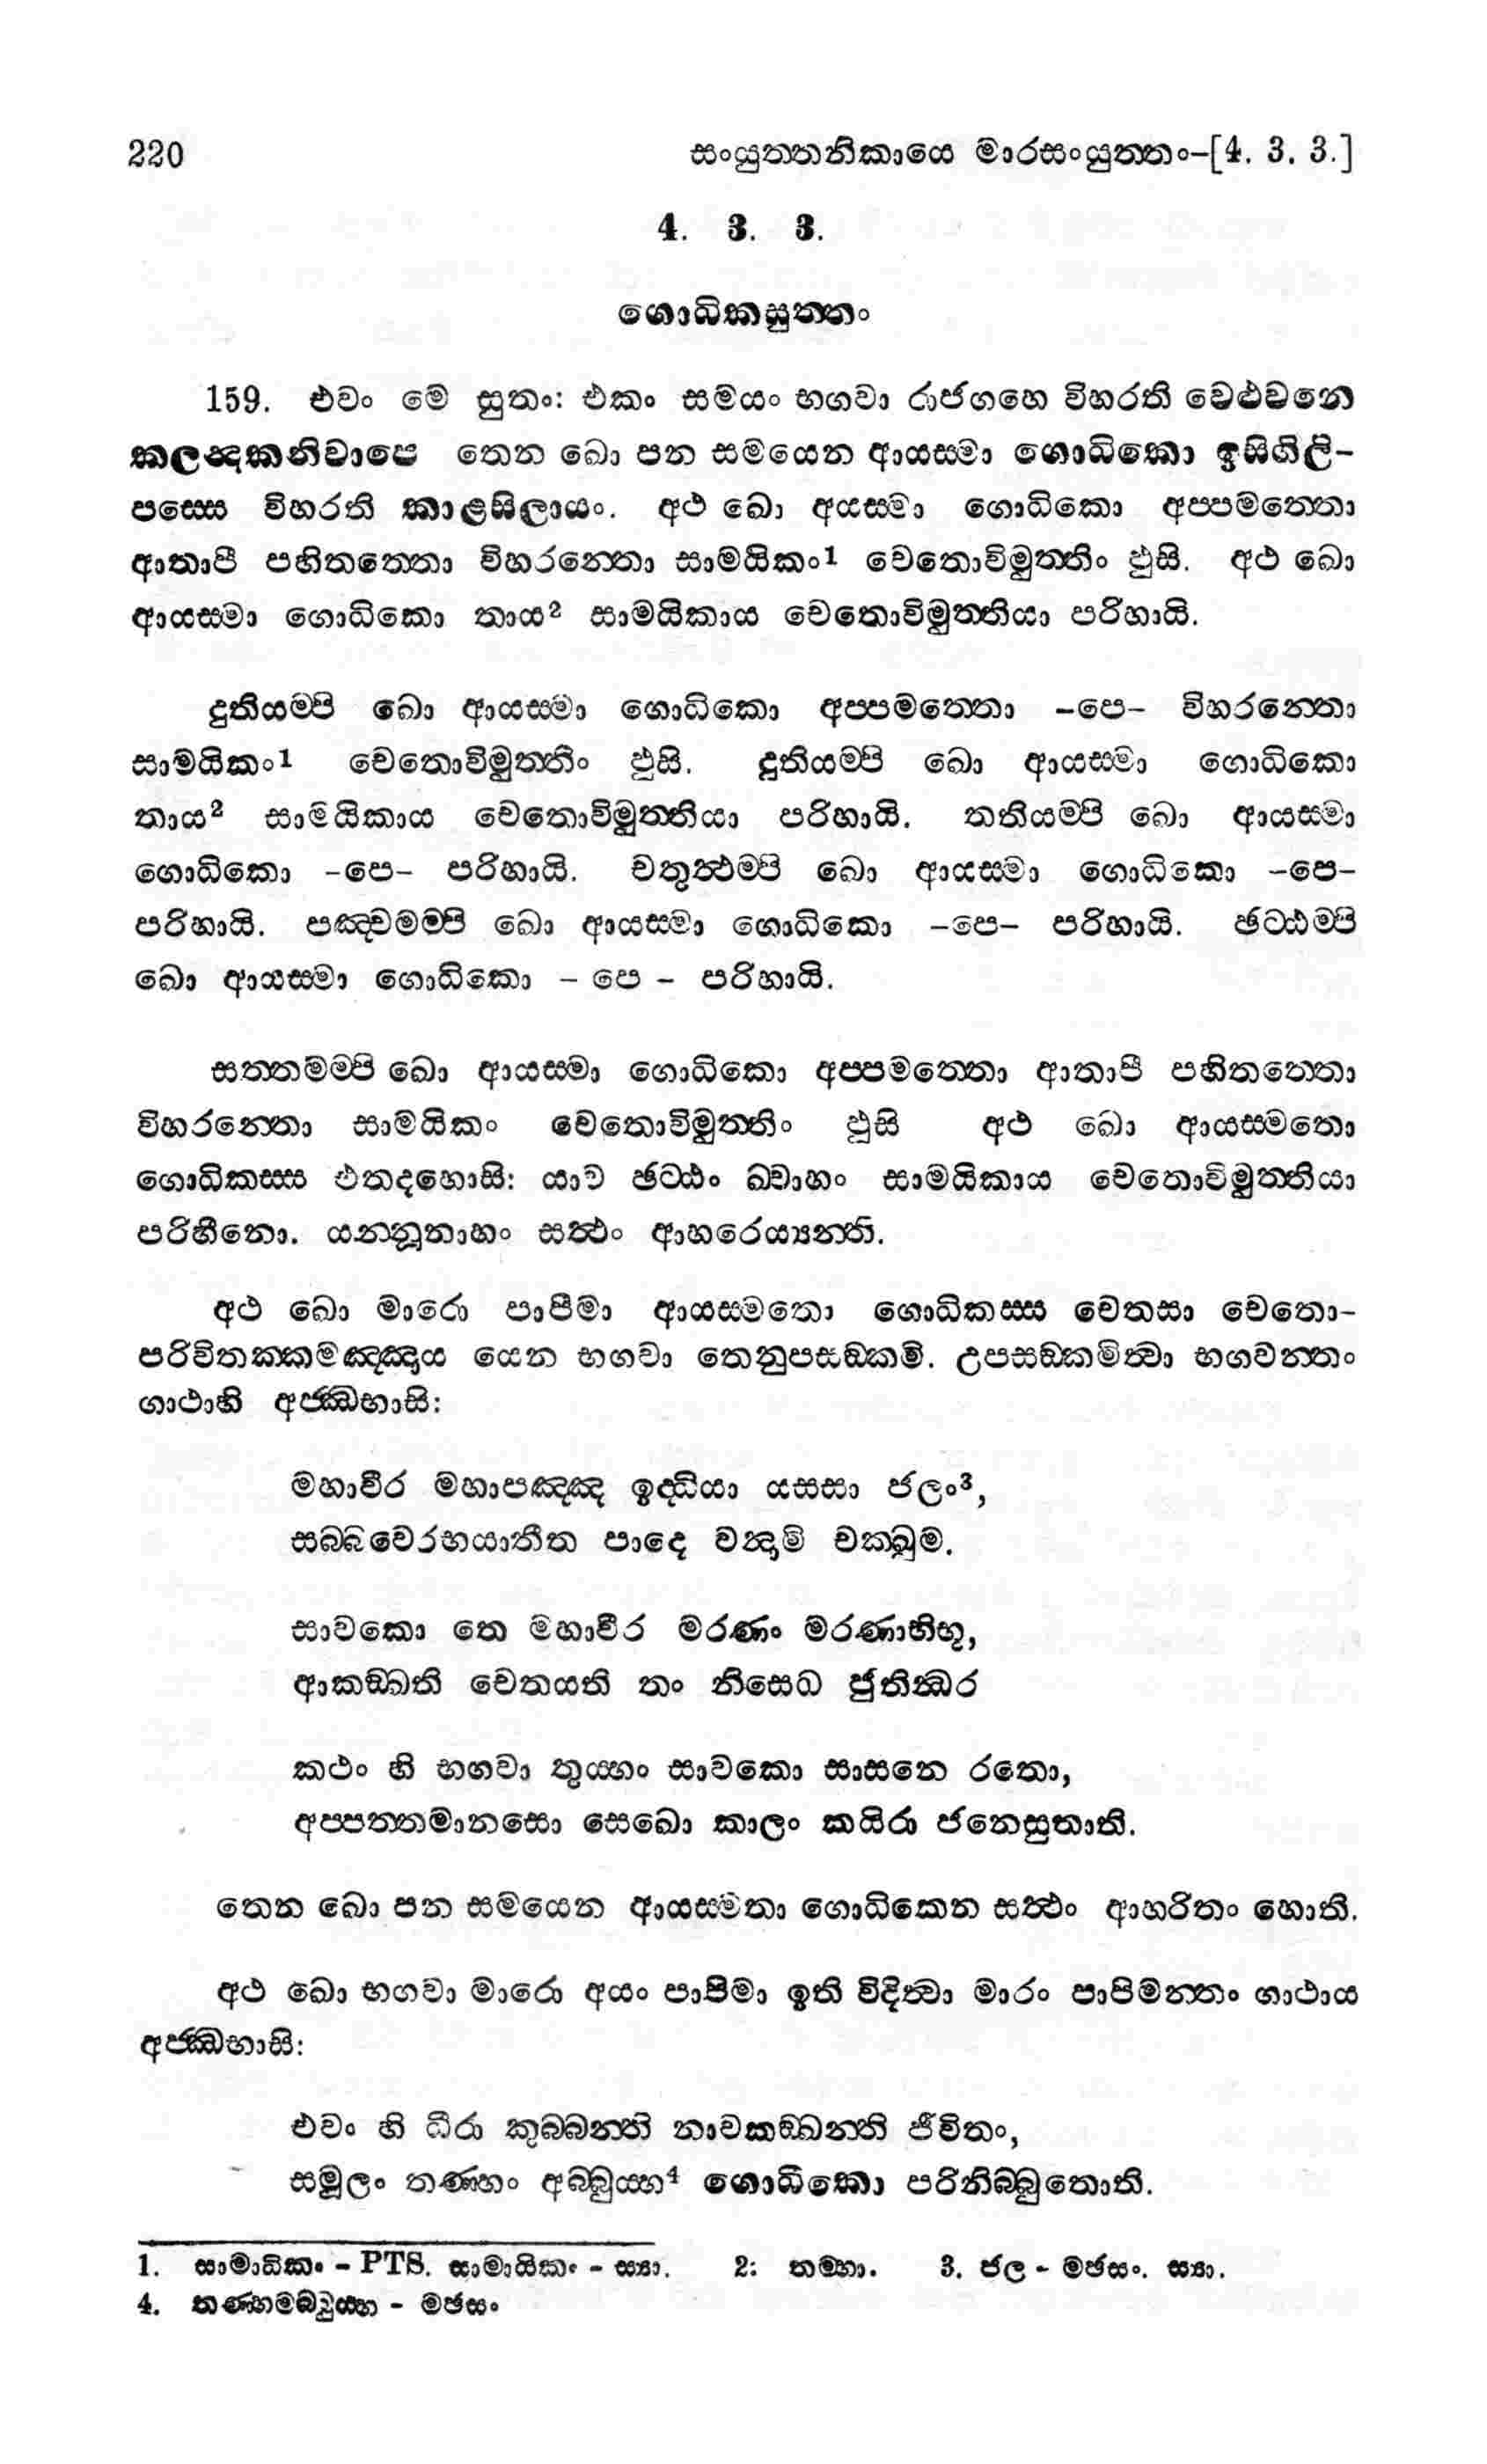 220 සංයුත්තනිකායෙ මාරසංයුත්තං-[4. 3. 3.]
4. 3. 3.
ගොධිකසුත්තං
159. එවං මෙ සුතං: එකං සමයං භගවා රාජගහෙ විහරති වෙළුවනෙ
කලන්දකනිවාපෙ තෙන ඛො පන සමයෙන ආයස්මා ගොධිකො ඉසිගිලි-
පස්සෙ විහරති කාළසිලායං. අථ ඛො අයස්මා ගොධිකො අප්පමත්තො
ආතාපී පහිතත්තො විහරන්තො සාමයිකං1 චෙතොවිමුත්තිං ඵුසි. අථ ඛො
ආයස්මා ගොධිකො තාය2 සාමයිකාය චෙතොවිමුත්තියා පරිහායි.
දුතියම්පි ඛො ආයස්මා ගොධිකො අප්පමත්තො -පෙ- විහරන්තො
සාමයිකං1 චෙතොවිමුත්තිං ඵුසි. දුතියම්පි ඛො ආයස්මා ගොධිකො
තාය2 සාමයිකාය චෙතොවිමුත්තියා පරිහායි. තතියම්පි ඛො ආයස්මා
ගොධිකො -පෙ- පරිහායි. චතුත්ථම්පි ඛො ආයස්මා ගොධිකො -පෙ-
පරිහායි. පඤ්චමම්පි ඛො ආයස්මා ගොධිකො -පෙ- පරිහායි. ඡට්ඨම්පි
ඛො ආයස්මා ගොධිකො - පෙ - පරිහායි.
සත්තමම්පි ඛො ආයස්මා ගොධිකො අප්පමත්තො ආතාපී පහිතත්තො
විහරන්තො සාමයිකං චෙතොවිමුත්තිං ඵුසි අථ ඛො ආයස්මතො
ගොධිකස්ස එතදහොසි: යාව ඡට්ඨං ඛ්වාහං සාමයිකාය චෙතොවිමුත්තියා
පරිහීනො. යන්නූනාහං සත්ථං ආහරෙය්‍යන්ති.
අථ ඛො මාරො පාපීමා ආයස්මතො ගොධිකස්ස චෙතසා චෙතො-
පරිවිතක්කමඤ්ඤාය යෙන භගවා තෙනුපසඞ්කමි. උපසඞ්කමිත්වා භගවන්තං
ගාථාහි අජ්ඣභාසි:
මහාවීර මහාපඤ්ඤ ඉද්ධියා යසසා ජලං3,
සබ්බවෙරභයාතීත පාදෙ වන්දාමි චක්ඛුම.
සාවකො තෙ මහාවීර මරණං මරණාභිභූ,
ආකඞ්ඛති චෙතයති තං නිසෙධ ජුතින්ධර
කථං හි භගවා තුය්හං සාවකො සාසනෙ රතො,
අප්පත්තමානසො සෙඛො කාලං කයිරා ජනෙසුතාති.
තෙන ඛො පන සමයෙන ආයස්මතා ගොධිකෙන සත්ථං ආහරිතං හොති.
අථ ඛො භගවා මාරො අයං පාපිමා ඉති විදිත්වා මාරං පාපිමන්තං ගාථාය
අජ්ඣභාසි:
එවං හි ධීරා කුබ්බන්ති නාවකඞ්ඛන්ති ජීවිතං,
සමූලං තණ්හං අබ්බුය්හ4 ගොධිකො පරිනිබ්බුතොති.
1. සාමාධිකං - PTS. සාමායිකං - ස්‍යා. 2: තම්හා. 3. ජල - මඡසං. ස්‍යා.
4. තණ්හමබ්බුය්හ - මඡසං